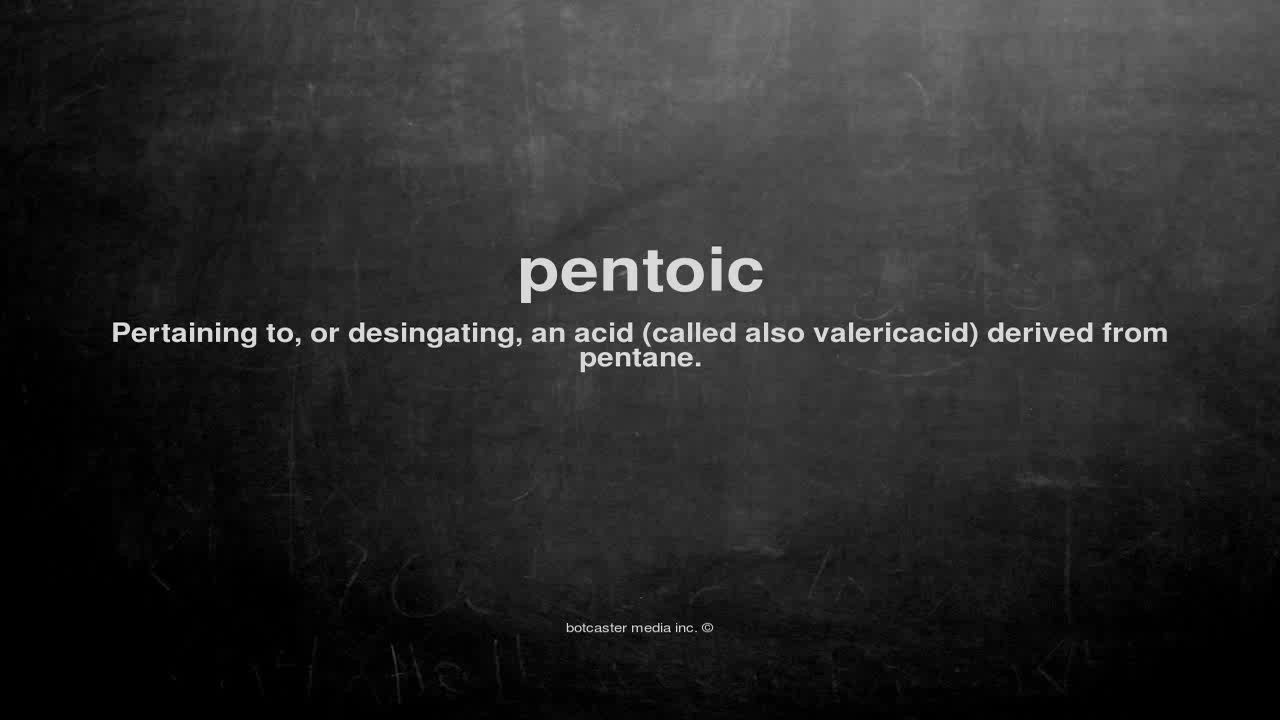 pentoic
Pertaining to, or desingating, an acid (called also valericacid) derived from
pentane.
botcaster media inc. ©